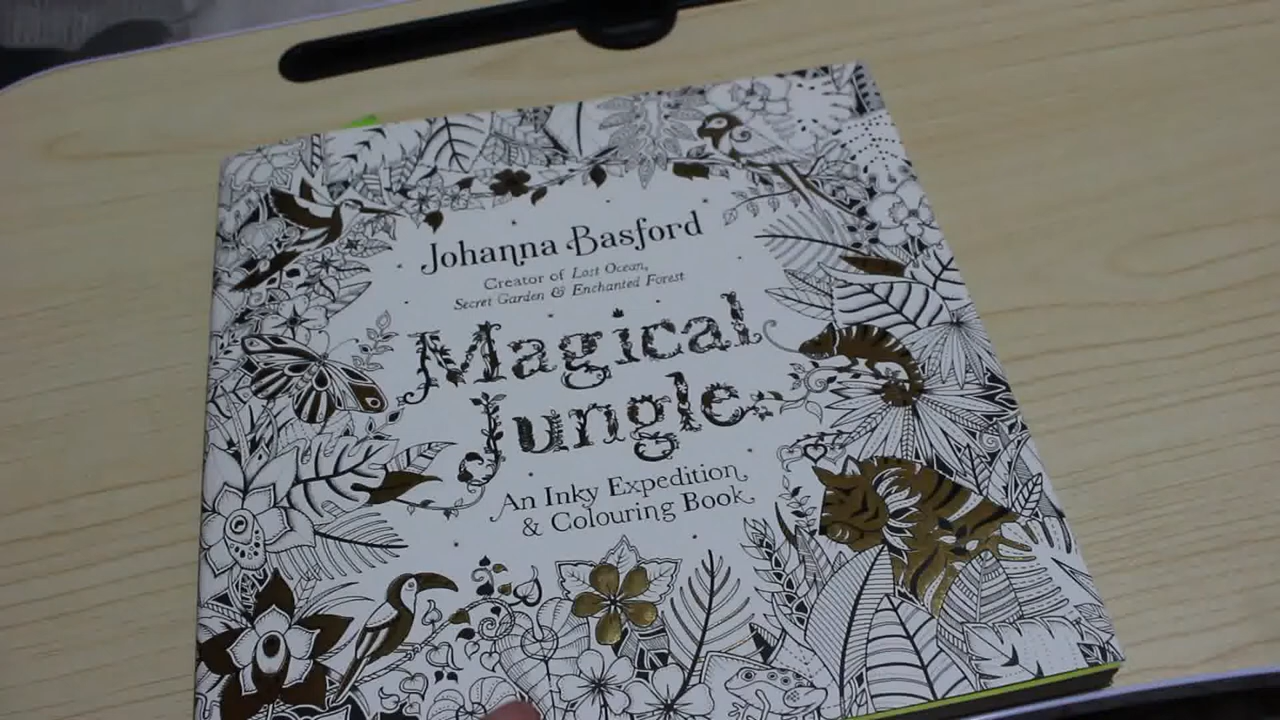 Johanna Basford
Creator of Lost Ocean,
Secret Garden & Enchanted Forest
Magical
Jungle
An Inky Expedition
& Colouring Book